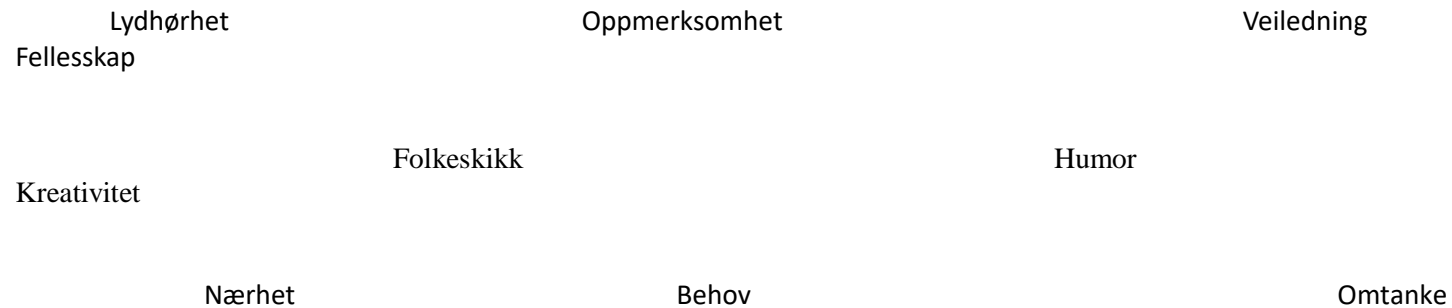 Lydhørhet Oppmerksomhet Veiledning
Fellesskap
Folkeskikk Humor
Kreativitet
Nærhet Behov Omtanke